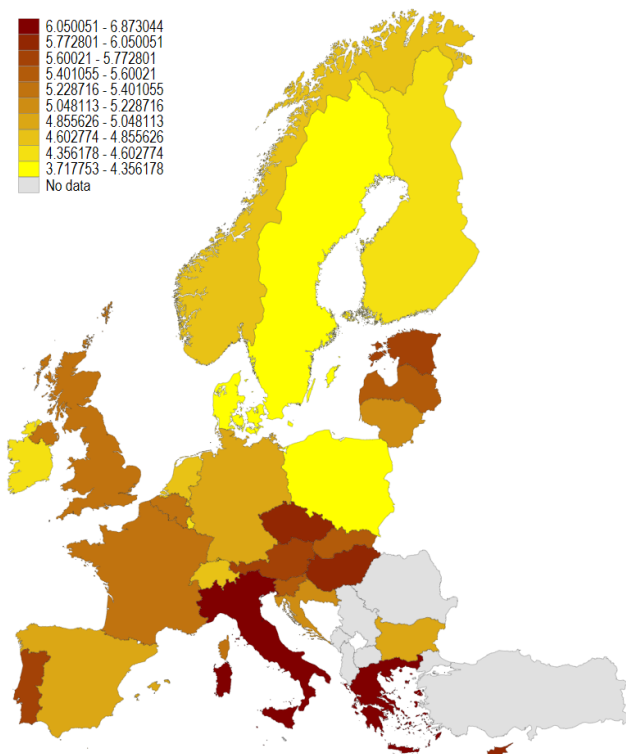 6.050051 - 6.873044
5.772801 - 6.050051
5.60021 - 5.772801
5.401055 - 5.60021
5.228716 - 5.401055
5.048113 - 5.228716
4.855626 - 5.048113
4.602774 - 4.855626
4.356178 - 4.602774
3.717753 - 4.356178
No data